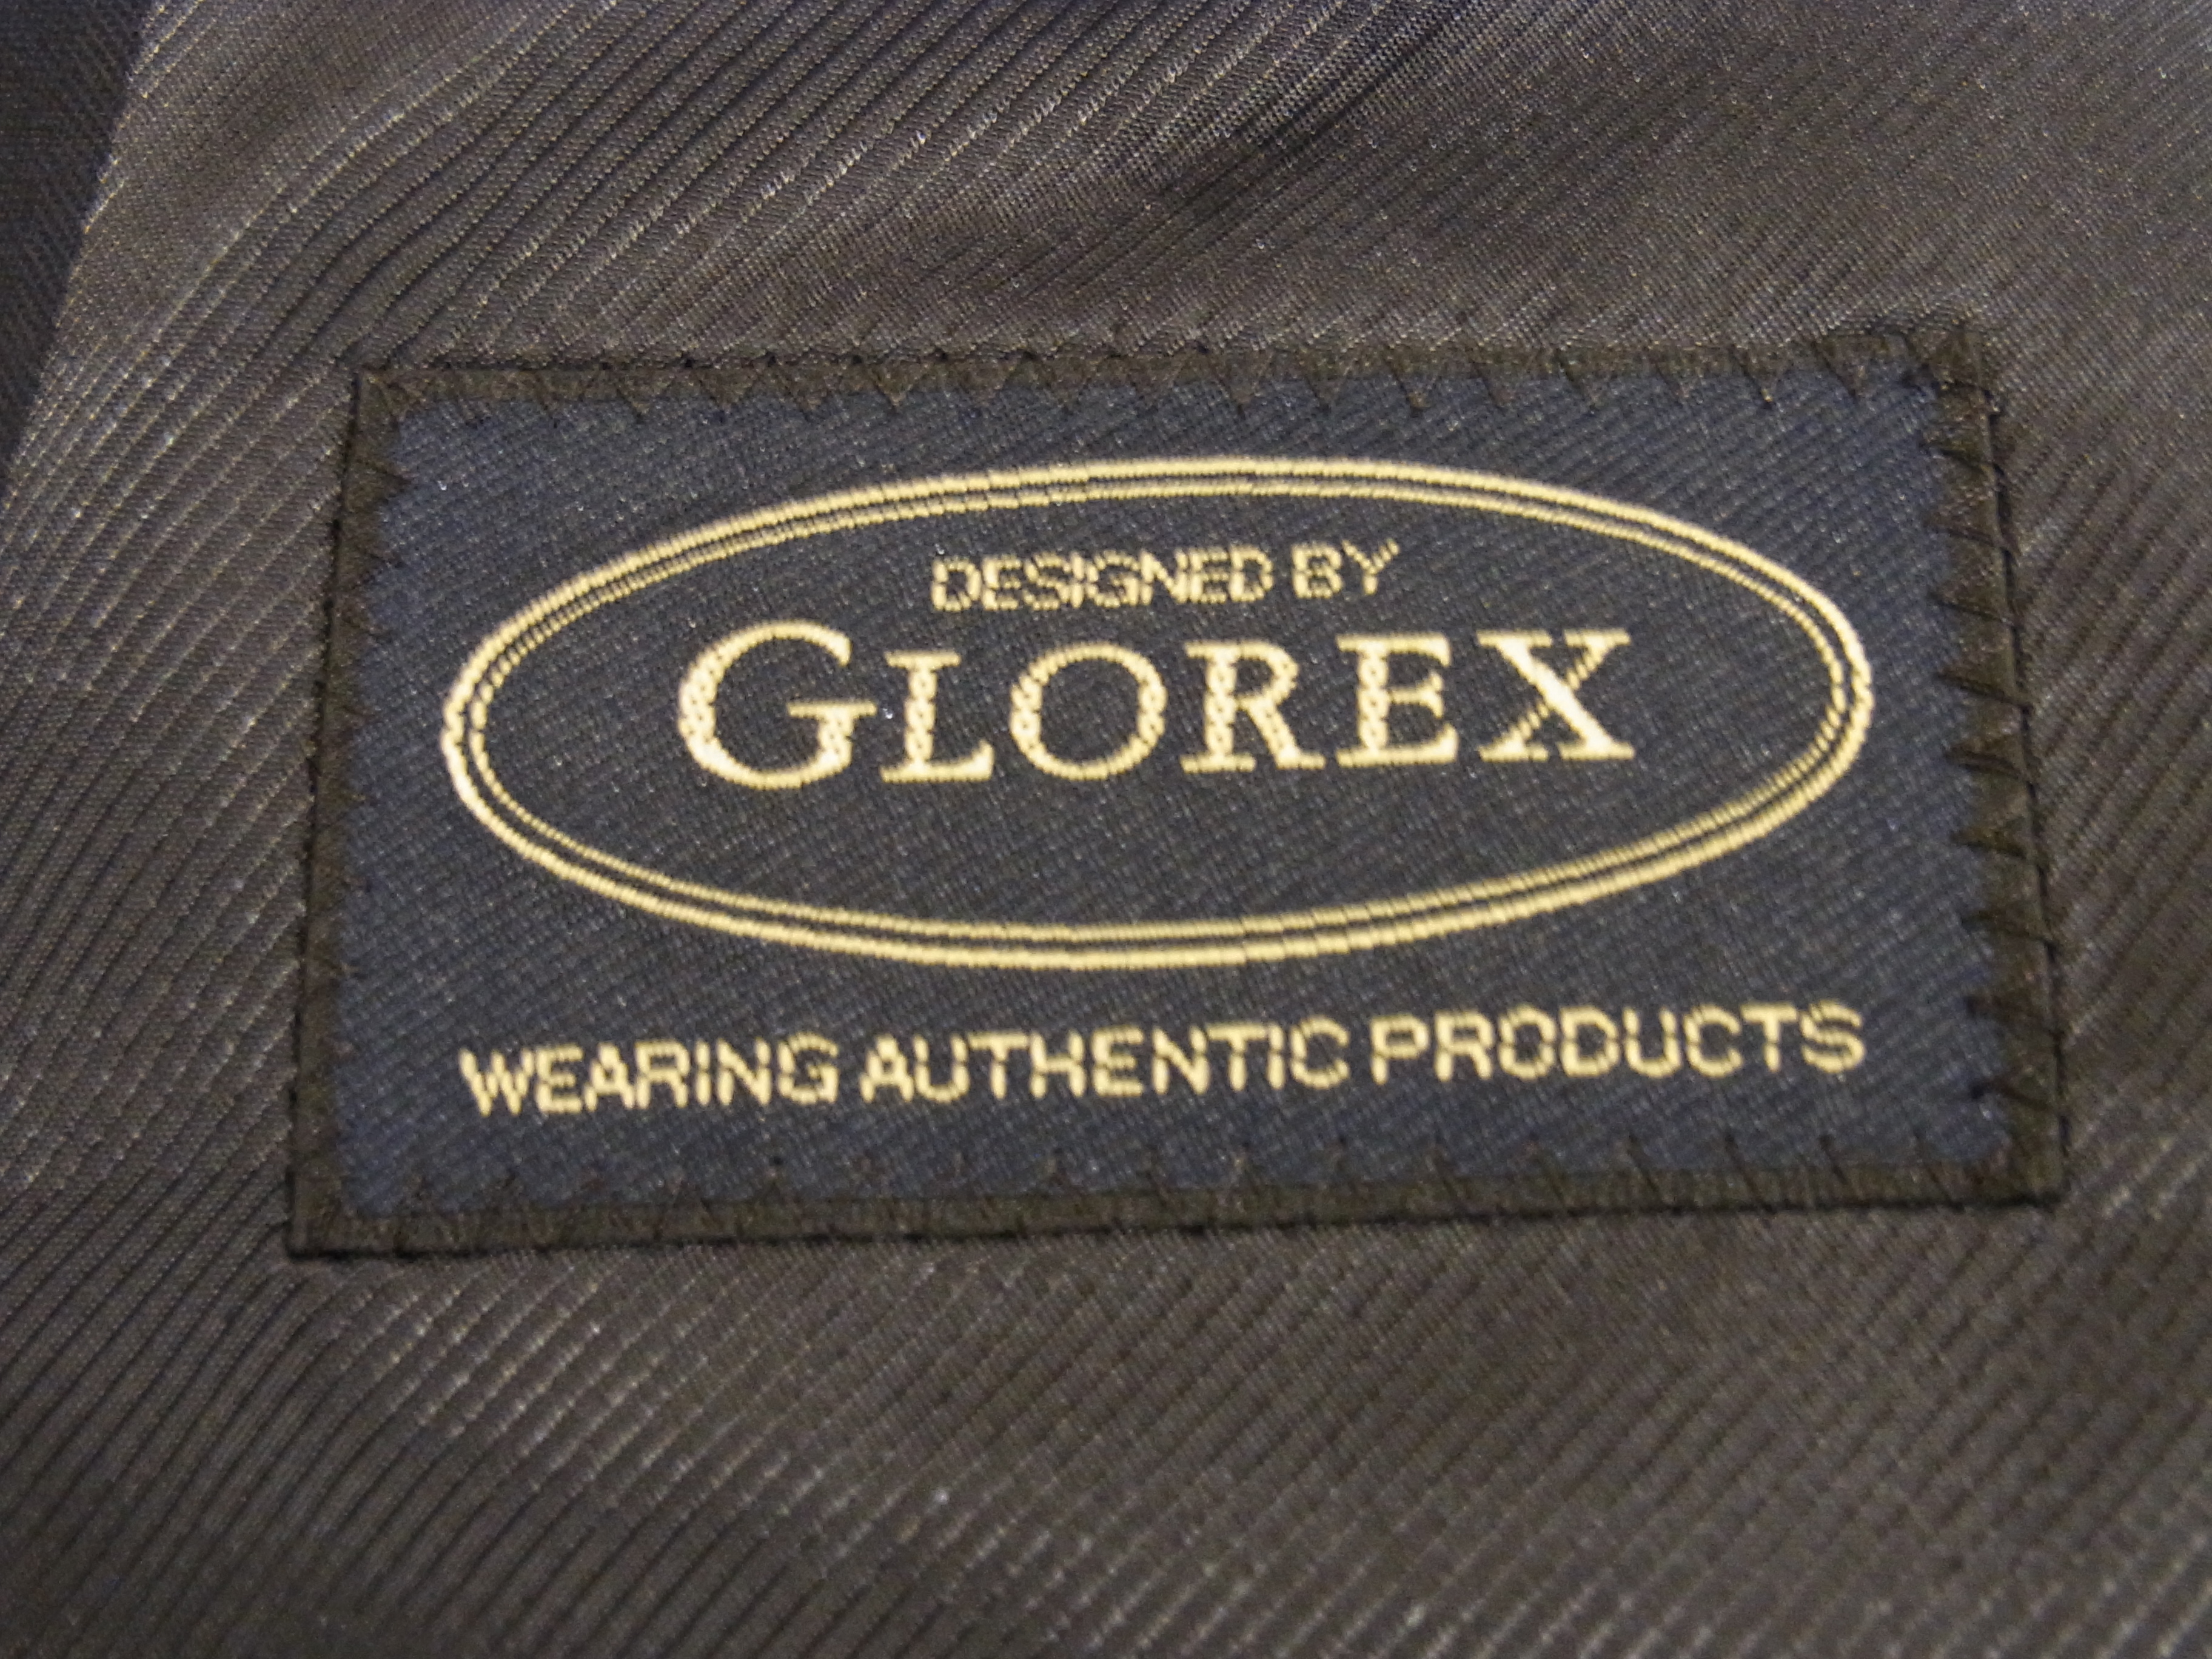 DESIGNED BY
GLOREX
WEARING AUTHENTIC PRODUCTS